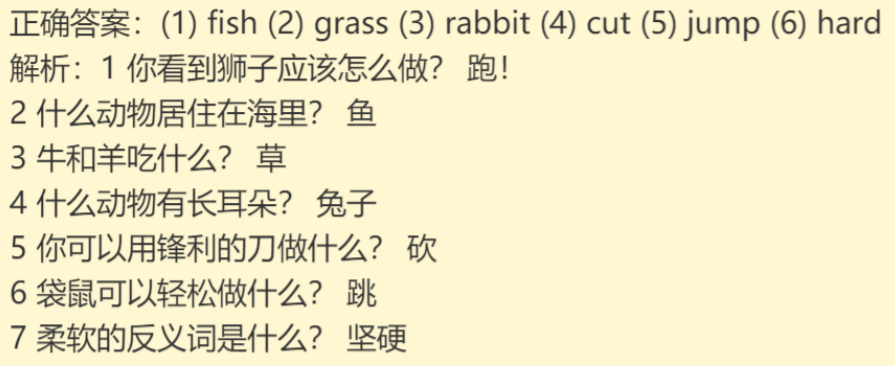 正确答案：(1) fish (2) grass (3) rabbit (4) cut (5) jump (6) hard
解析：1 你看到狮子应该怎么做？ 跑！
2 什么动物居住在海里？ 鱼
3 牛和羊吃什么？ 草
4 什么动物有长耳朵？ 兔子
5 你可以用锋利的刀做什么？ 砍
6 袋鼠可以轻松做什么？ 跳
7 柔软的反义词是什么？ 坚硬